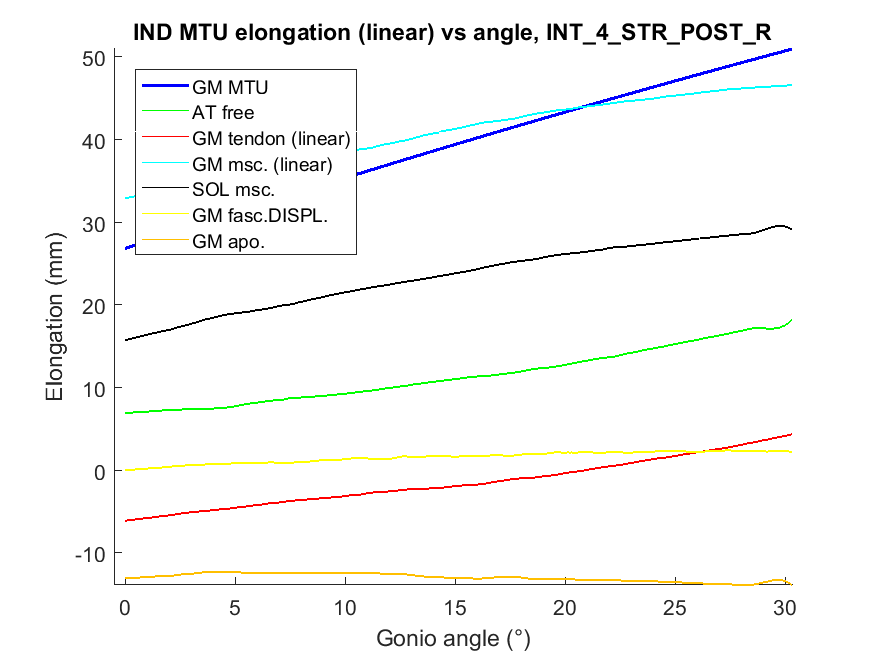 IND MTU elongation (linear) vs angle, INT_4_STR_POST_R
50
40
30
20
10
0
-10
Elongation (mm)
GM MTU
AT free
GM tendon (linear)
GM msc. (linear)
SOL msc.
GM fasc.DISPL.
GM apo.
0 5 10 15 20 25 30
Gonio angle (°)